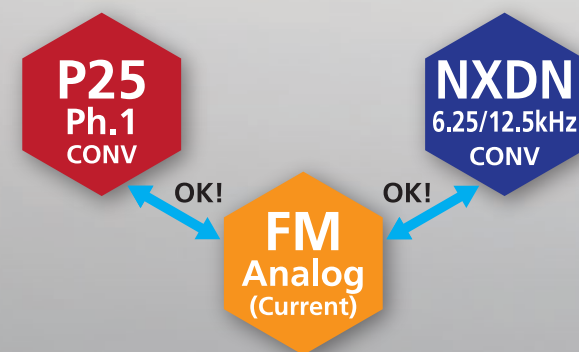 P25
Ph.1
CONV
NXDN
6.25/12.5kHz
CONV
OK!
OK!
FM
Analog
(Current)